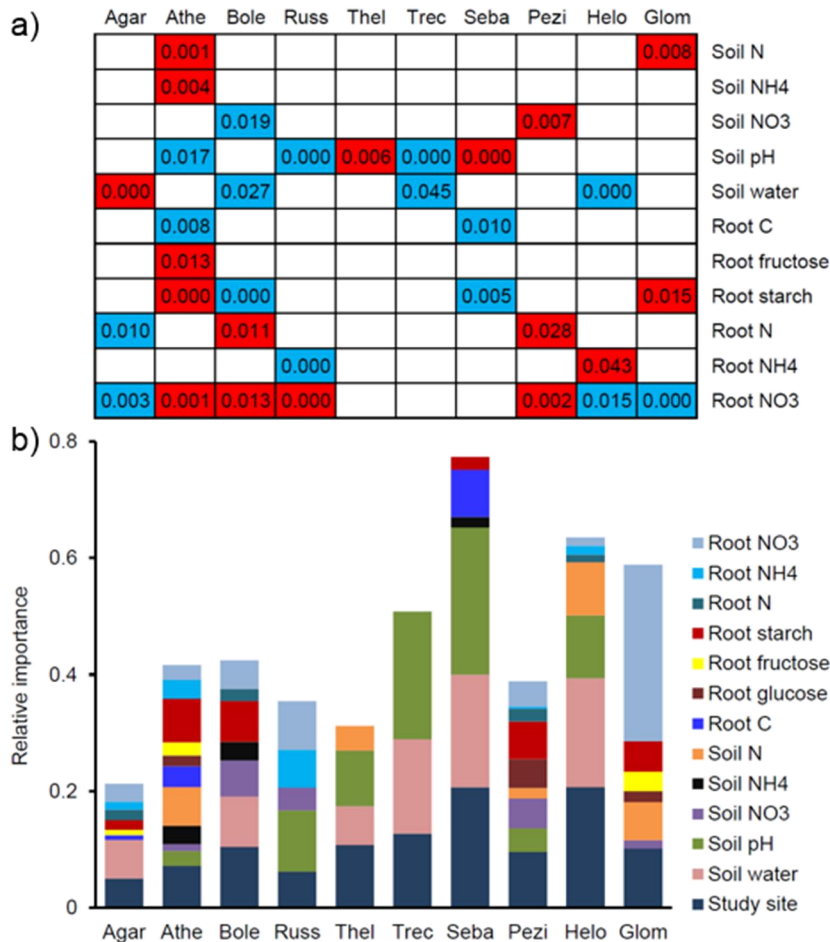 a)
Agar Athe Bole Russ Thel Trec Seba Pezi Helo Glom
0.001 0.008 Soil N
0.004 Soil NH4
0.019 0.007 Soil NO3
0.017 0.000 0.006 0.000 0.000 Soil pH
0.000 0.027 0.045 0.000 Soil water
0.008 0.010 Root C
0.013 Root fructose
0.000 0.000 0.005 0.015 Root starch
0.010 0.011 0.028 Root N
0.000 0.043 Root NH4
0.003 0.001 0.013 0.000 0.002 0.015 0.000 Root NO3
b)
Relative importance
0.8
0.6
0.4
0.2
0
Agar Athe Bole Russ Thel Trec Seba Pezi Helo Glom
Root NO3
Root NH4
Root N
Root starch
Root fructose
Root glucose
Root C
Soil N
Soil NH4
Soil NO3
Soil pH
Soil water
Study site